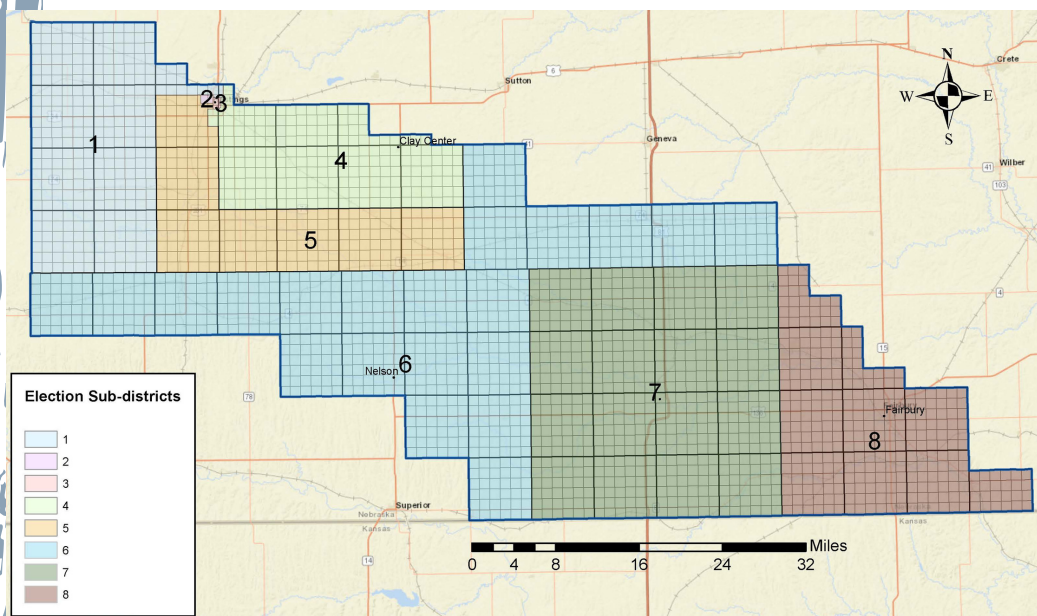 N
W E
S
6
Crete
Sutton
23
1
4
Clay Center
Geneva
41
Wilber
103
5
4
15
Nelson
6
7
78
Fairbury
8
Election Sub-districts
1
2
3
4
5
6
7
8
Superior
Nebraska
Kansas
Kansas
14
Miles
0 4 8 16 24 32